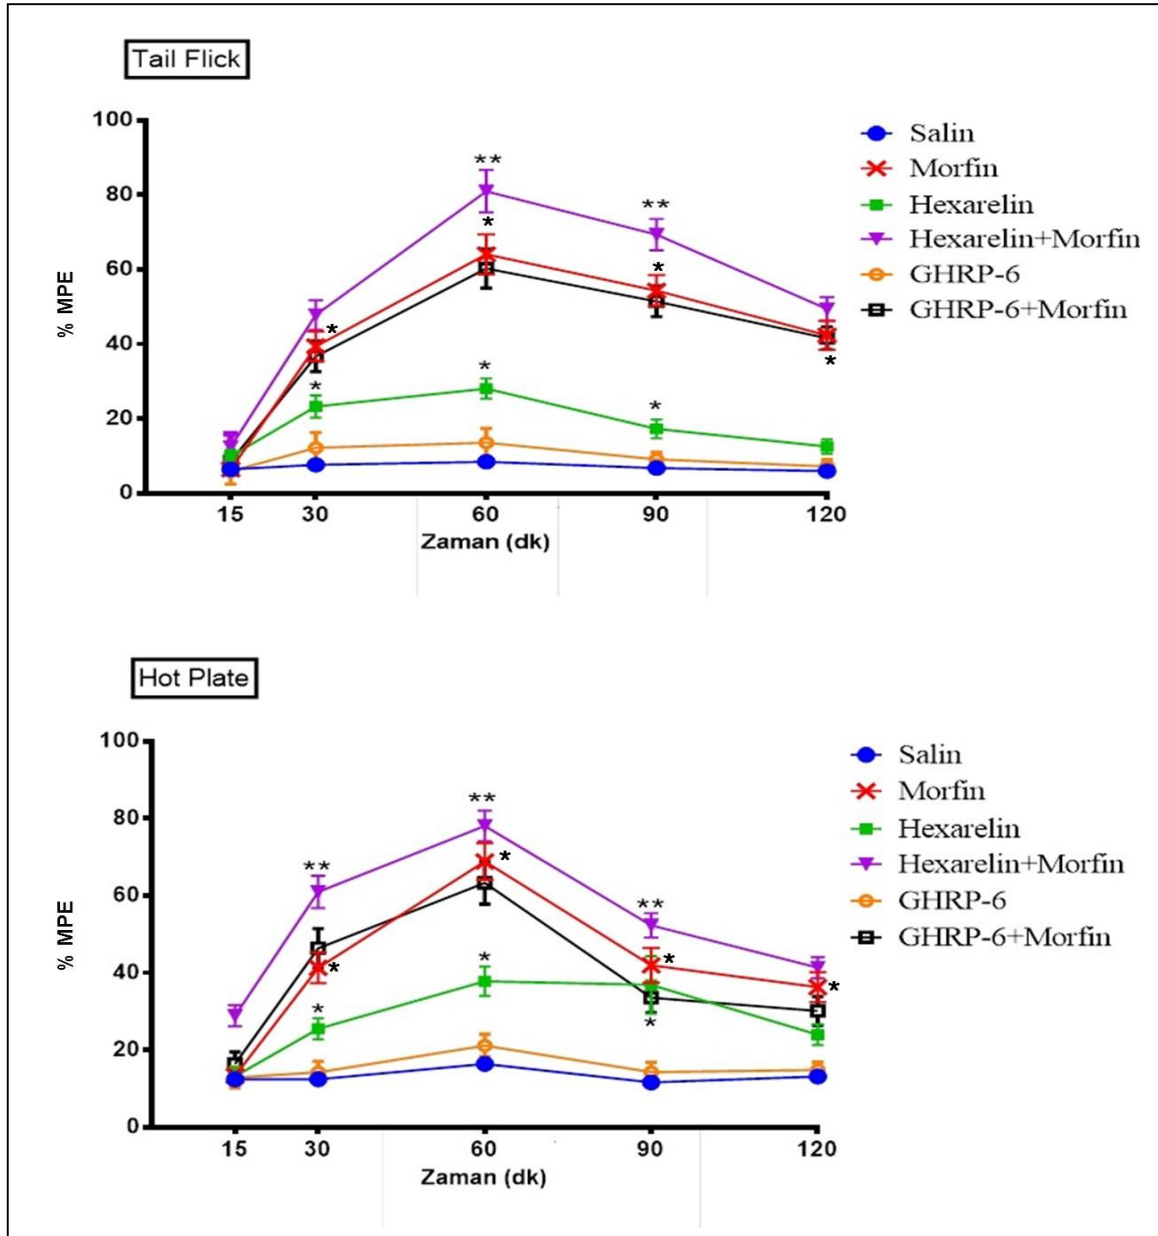 Tail Flick
100
80
60
40
20
0
% MPE
15 30 60 90 120
Zaman (dk)
** 
* 
** 
* 
* 
* 
* 
* 
*
Salin
Morfin
Hexarelin
Hexarelin+Morfin
GHRP-6
GHRP-6+Morfin
Hot Plate
100
80
60
40
20
0
% MPE
15 30 60 90 120
Zaman (dk)
**
**
*
*
*
*
**
*
*
*
Salin
Morfin
Hexarelin
Hexarelin+Morfin
GHRP-6
GHRP-6+Morfin